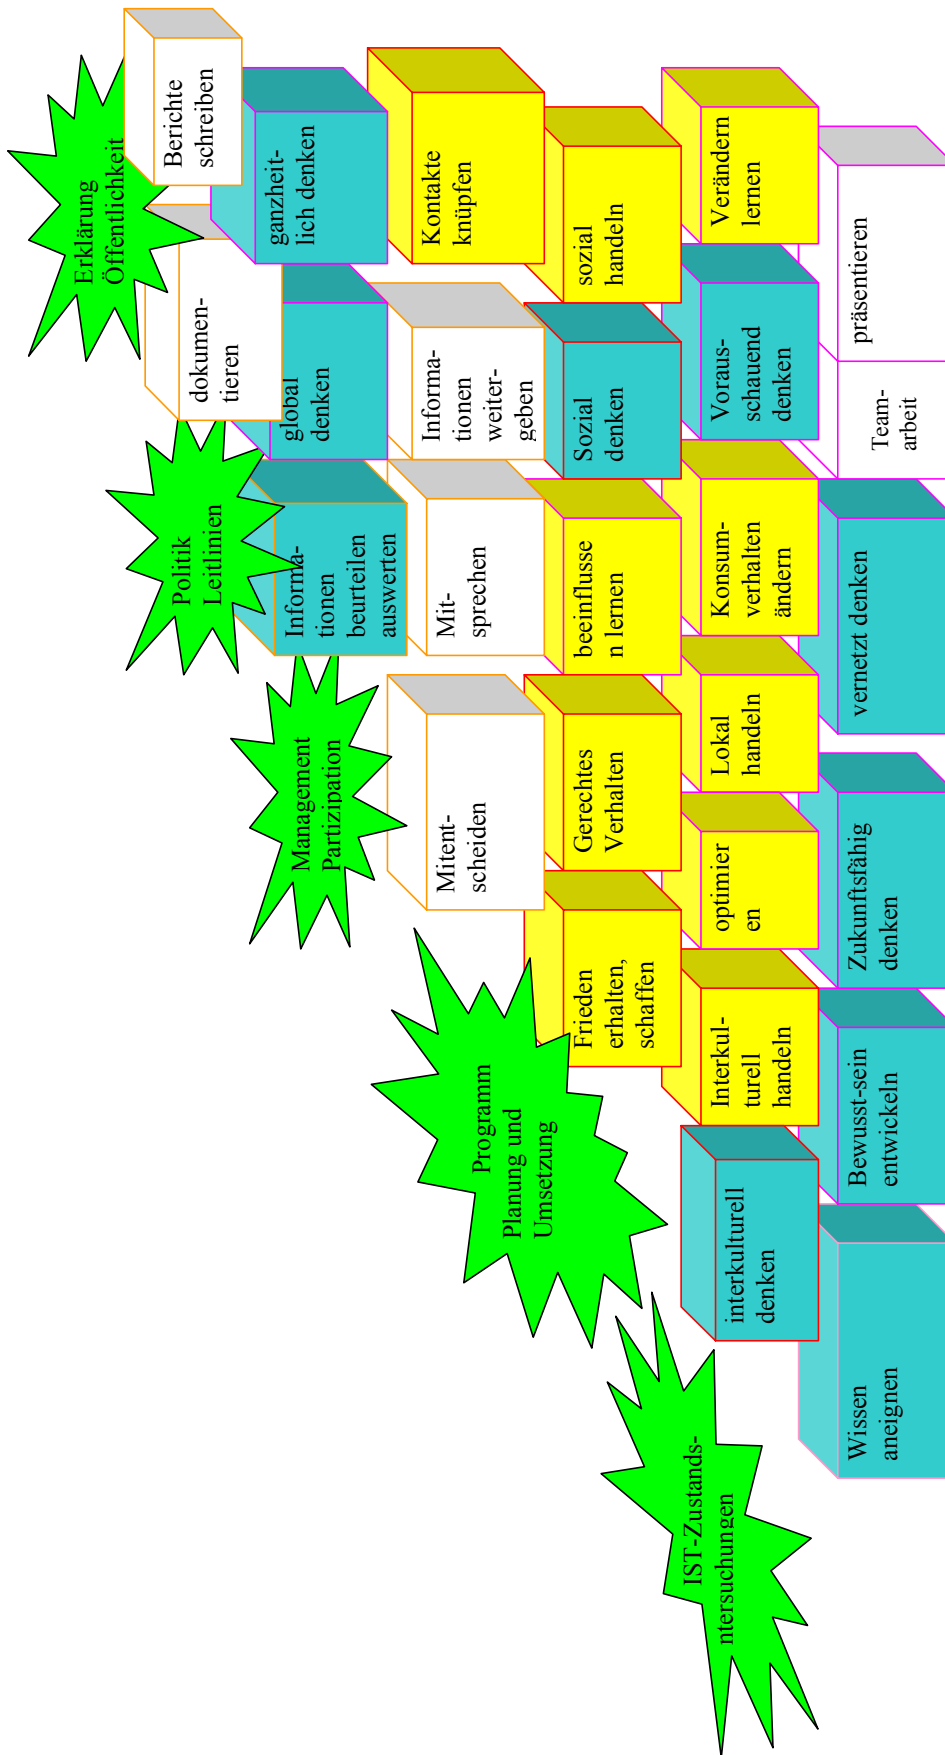 Erklärung
Öffentlichkeit
Berichte
schreiben
Politik
Leitlinien
dokumen-
tieren
ganzheit-
lich denken
Management
Partizipation
Informa-
tionen
beurteilen
auswerten
global
denken
Programm
Planung und
Umsetzung
Mitent-
scheiden
Mit-
sprechen
Informa-
tionen
weiter-
geben
Kontakte
knüpfen
Frieden
erhalten,
schaffen
Gerechtes
Verhalten
beeinflusse
n lernen
Sozial
denken
sozial
handeln
IST-Zustands-
ntersuchungen
interkulturell
denken
Interkul-
turell
handeln
optimier
en
Lokal
handeln
Konsum-
verhalten
ändern
Voraus-
schauend
denken
Verändern
lernen
Wissen
aneignen
Bewusst-sein
entwickeln
Zukunftsfähig
denken
vernetzt denken
Team-
arbeit
präsentieren